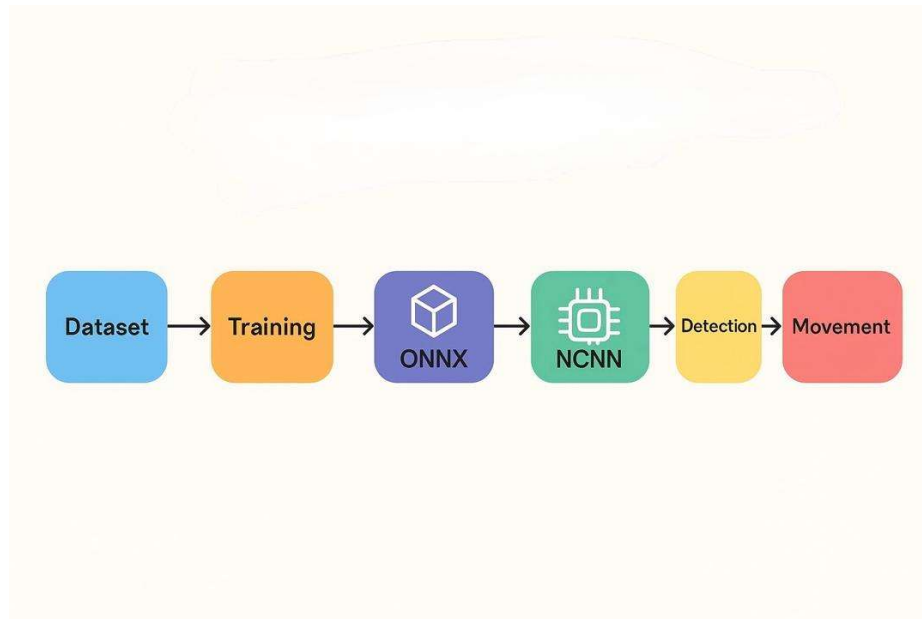 Dataset
Training
ONNX
NCNN
Detection
Movement